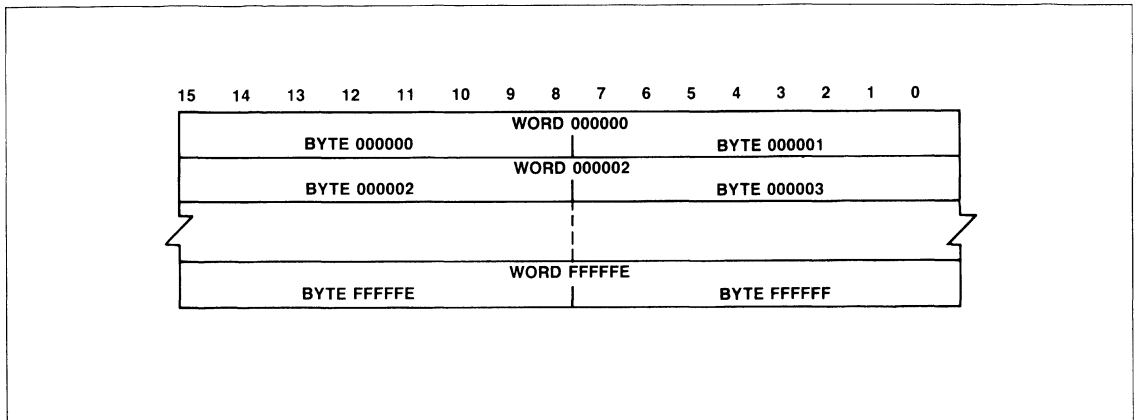 15 14 13 12 11 10 9 8 7 6 5 4 3 2 1 0
WORD 000000
BYTE 000000 BYTE 000001
WORD 000002
BYTE 000002 BYTE 000003
WORD FFFFFE
BYTE FFFFFE BYTE FFFFFF